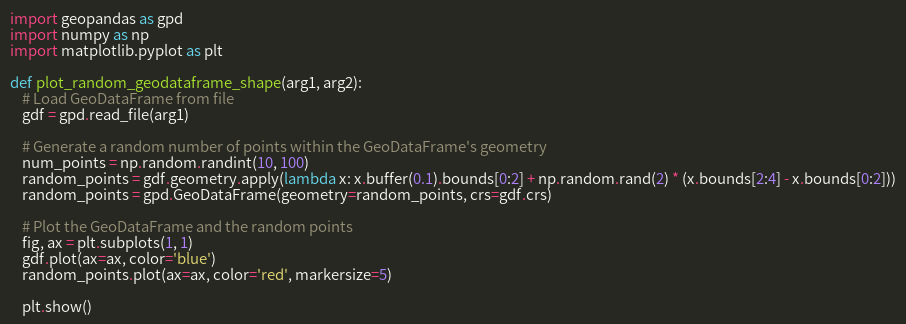 import geopandas as gpd
import numpy as np
import matplotlib.pyplot as plt

def plot_random_geodataframe_shape(arg1, arg2):
    # Load GeoDataFrame from file
    gdf = gpd.read_file(arg1)

    # Generate a random number of points within the GeoDataFrame's geometry
    num_points = np.random.randint(10, 100)
    random_points = gdf.geometry.apply(lambda x: x.buffer(0.1).bounds[0:2] + np.random.rand(2) * (x.bounds[2:4] - x.bounds[0:2]))
    random_points = gpd.GeoDataFrame(geometry=random_points, crs=gdf.crs)

    # Plot the GeoDataFrame and the random points
    fig, ax = plt.subplots(1, 1)
    gdf.plot(ax=ax, color='blue')
    random_points.plot(ax=ax, color='red', markersize=5)

    plt.show()